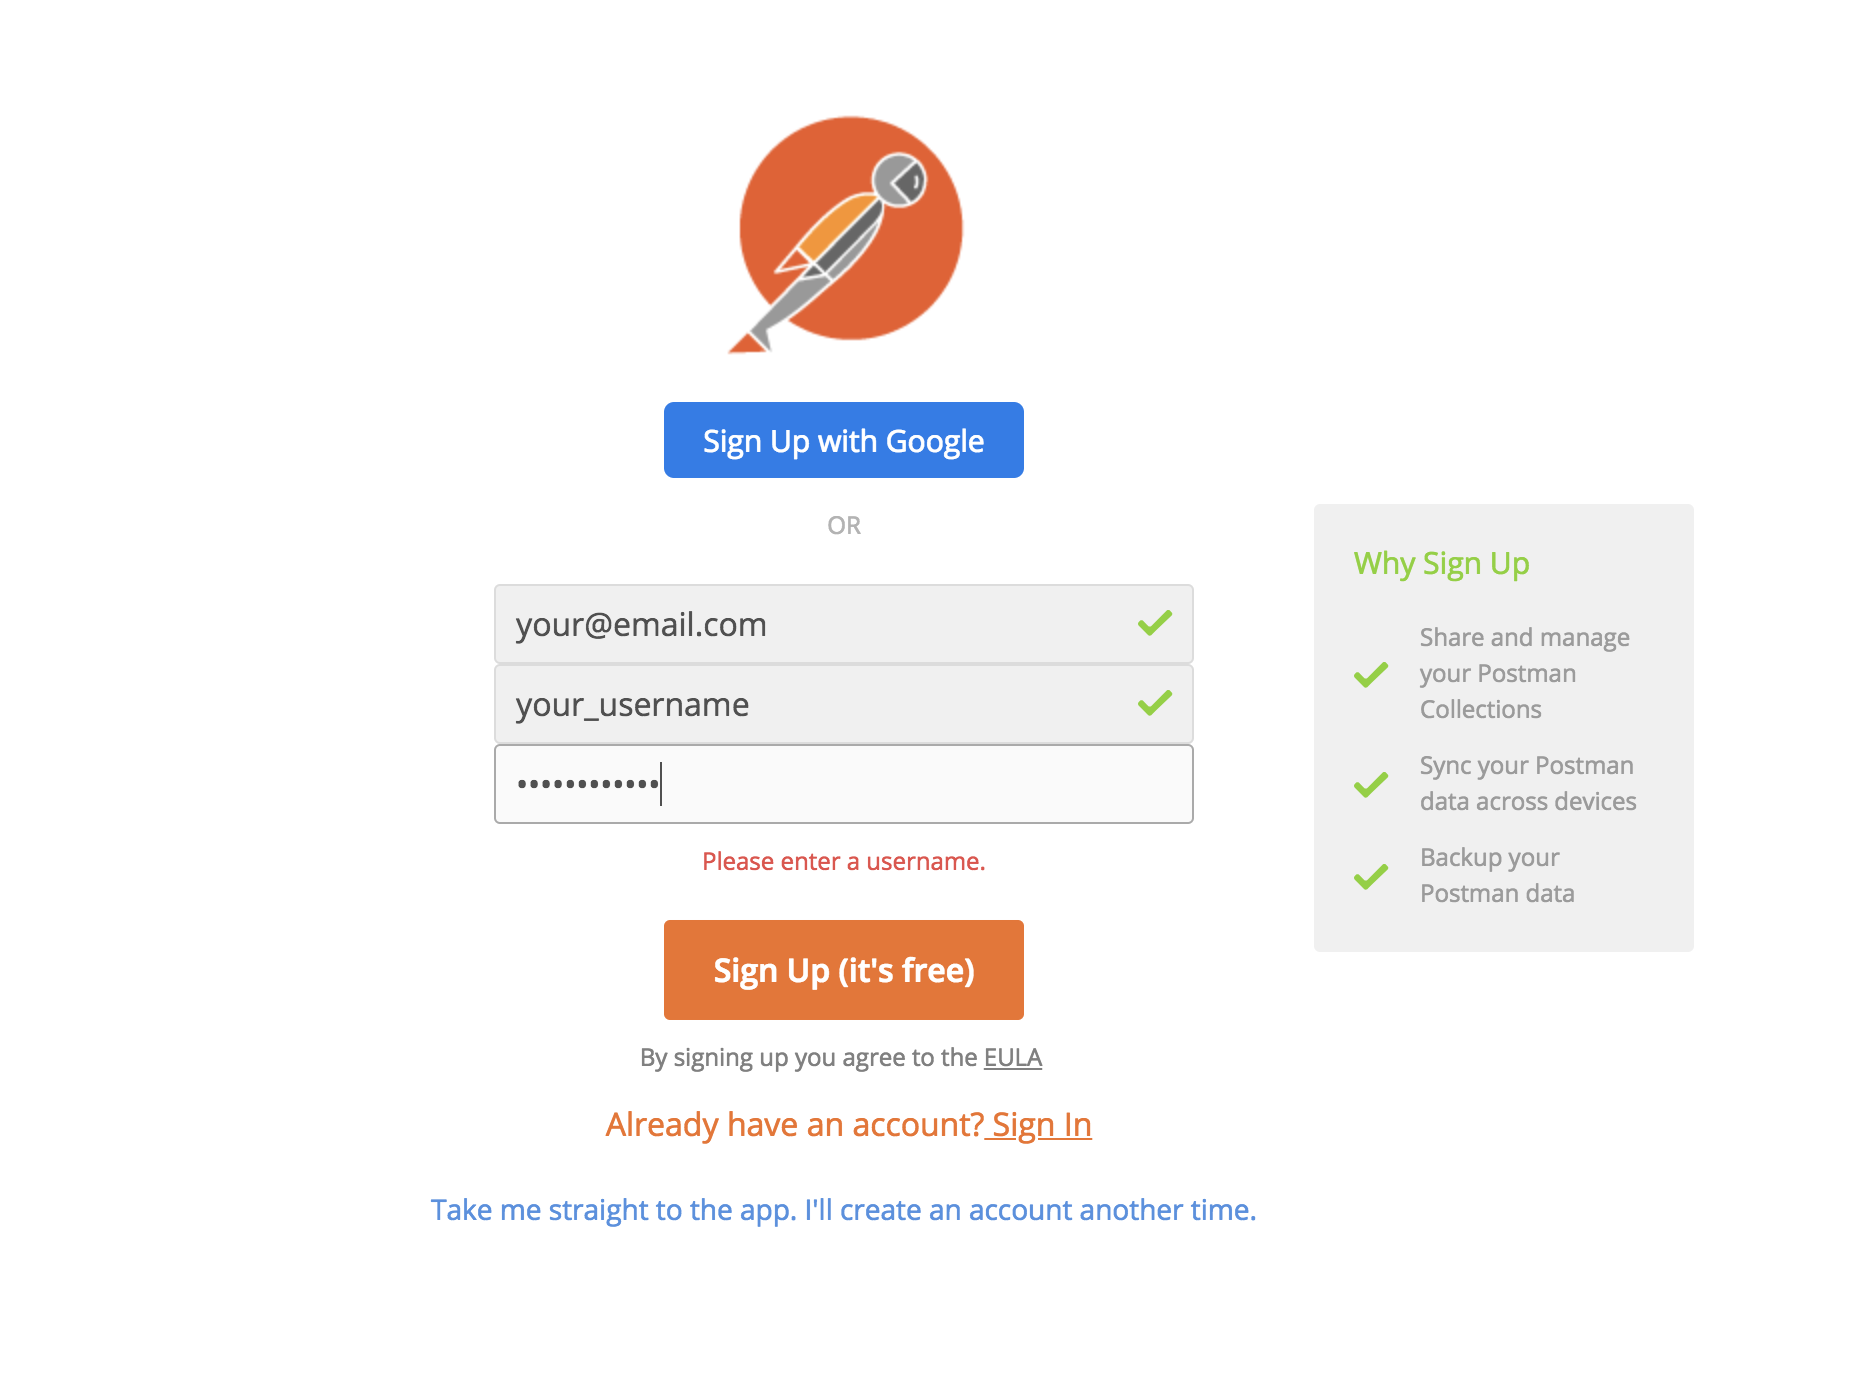 Sign Up with Google
OR
your@email.com
your_username
••••••••••••
Please enter a username.
Sign Up (it's free)
By signing up you agree to the EULA
Already have an account? Sign In
Take me straight to the app. I'll create an account another time.
Why Sign Up
Share and manage
your Postman
Collections
Sync your Postman
data across devices
Backup your
Postman data